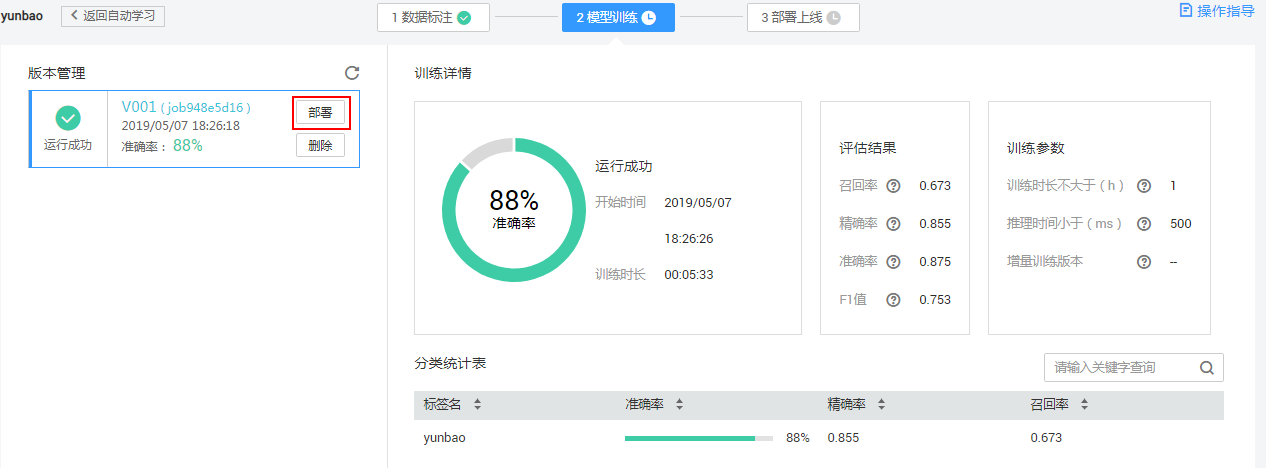 yunbao
返回自动学习
1 数据标注
2 模型训练
3 部署上线
操作指导
版本管理
运行成功
V001 ( job948e5d16 )
2019/05/07 18:26:18
准确率： 88%
部署
删除
训练详情
88%
准确率
运行成功
开始时间 2019/05/07
18:26:26
训练时长 00:05:33
评估结果
召回率 ? 0.673
精确率 ? 0.855
准确率 ? 0.875
F1值 ? 0.753
训练参数
训练时长不大于 ( h ) ? 1
推理时间小于 ( ms ) ? 500
增量训练版本 ? --
分类统计表
请输入关键字查询
标签名 准确率 精确率 召回率
yunbao 88% 0.855 0.673